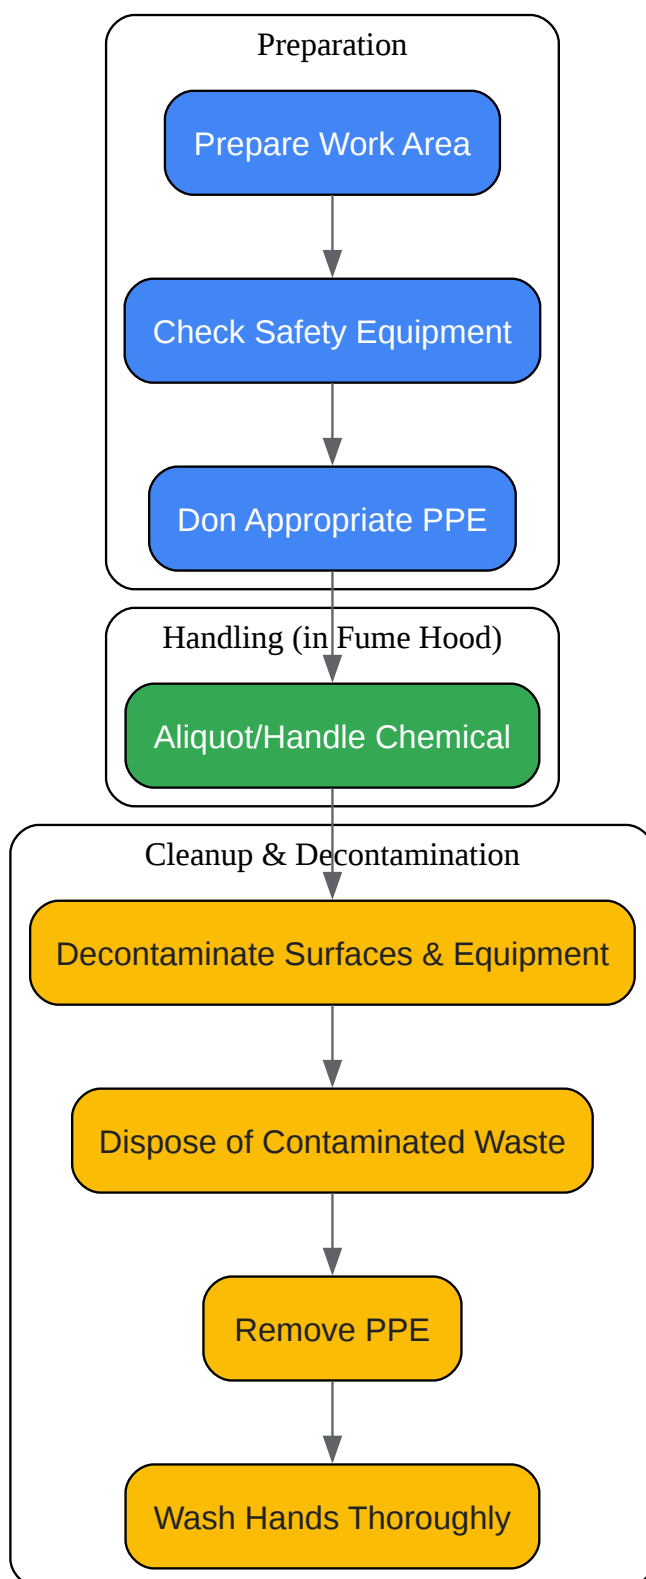 Preparation
Prepare Work Area
Check Safety Equipment
Don Appropriate PPE
Handling (in Fume Hood)
Aliquot/Handle Chemical
Cleanup & Decontamination
Decontaminate Surfaces & Equipment
Dispose of Contaminated Waste
Remove PPE
Wash Hands Thoroughly